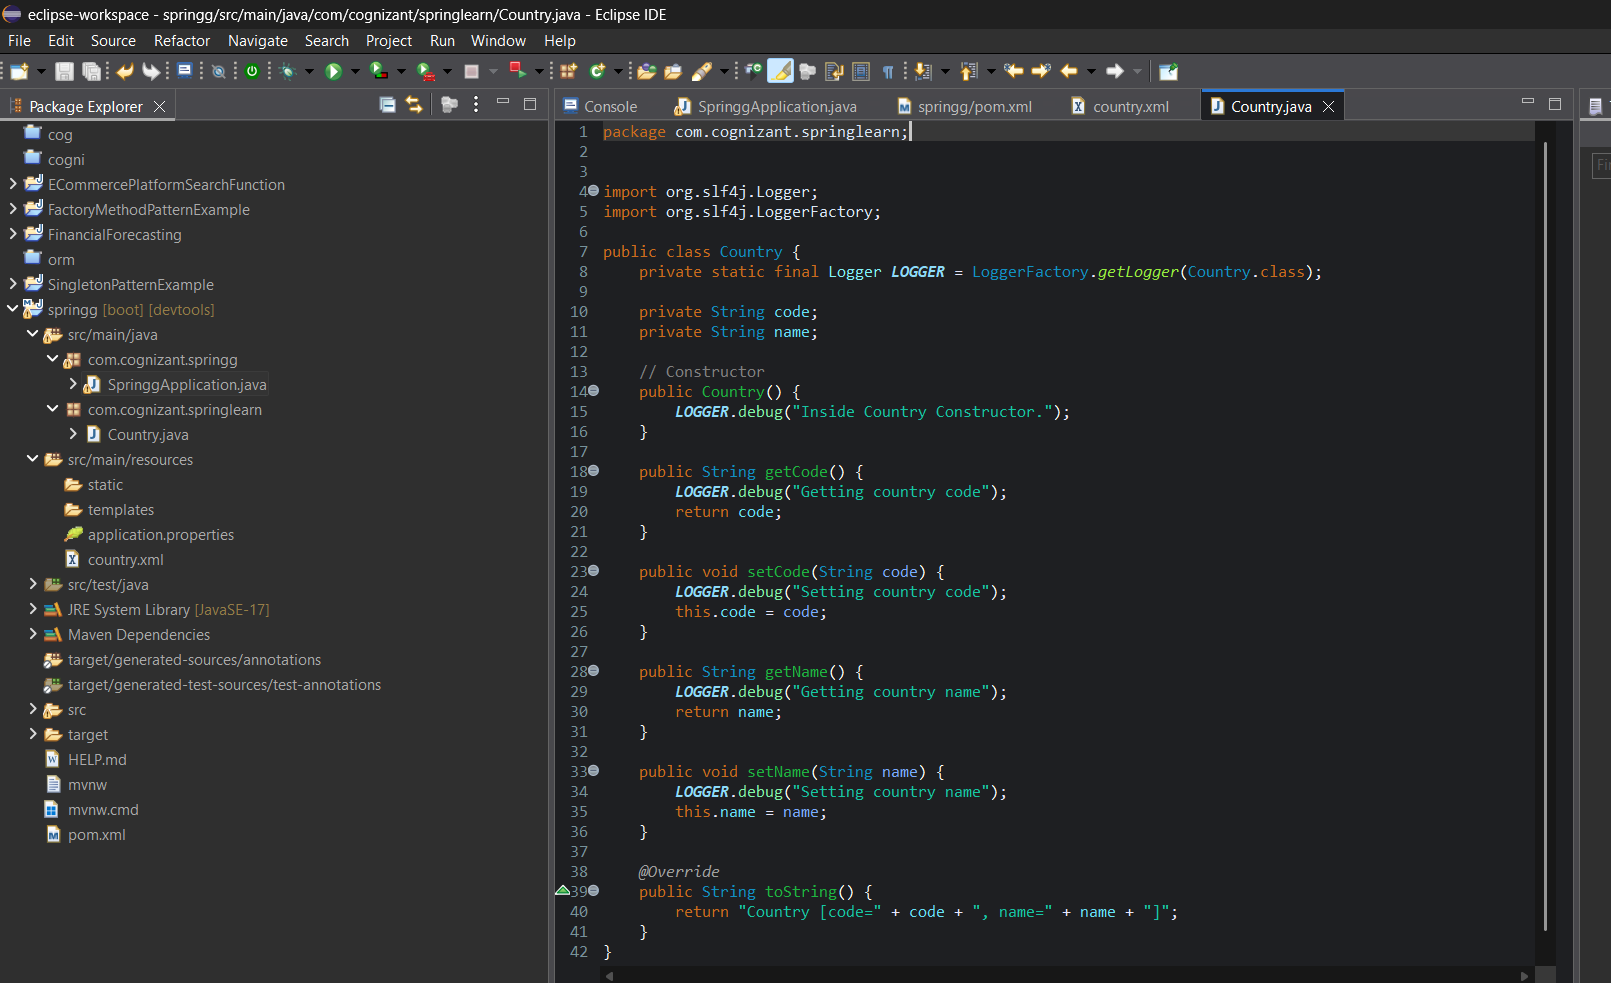 eclipse-workspace - springg/src/main/java/com/cognizant/springlearn/Country.java - Eclipse IDE
File Edit Source Refactor Navigate Search Project Run Window Help
Package Explorer
cog
cogni
ECommercePlatformSearchFunction
FactoryMethodPatternExample
FinancialForecasting
orm
SingletonPatternExample
springg [boot] [devtools]
src/main/java
com.cognizant.springg
SpringgApplication.java
com.cognizant.springlearn
Country.java
src/main/resources
static
templates
application.properties
country.xml
src/test/java
JRE System Library [JavaSE-17]
Maven Dependencies
target/generated-sources/annotations
target/generated-test-sources/test-annotations
src
target
HELP.md
mvnw
mvnw.cmd
pom.xml
Console SpringgApplication.java springg/pom.xml country.xml Country.java
1 package com.cognizant.springlearn;
2
3
4 import org.slf4j.Logger;
5 import org.slf4j.LoggerFactory;
6
7 public class Country {
8 private static final Logger LOGGER = LoggerFactory.getLogger(Country.class);
9
10 private String code;
11 private String name;
12
13 // Constructor
14 public Country() {
15 LOGGER.debug("Inside Country Constructor.");
16 }
17
18 public String getCode() {
19 LOGGER.debug("Getting country code");
20 return code;
21 }
22
23 public void setCode(String code) {
24 LOGGER.debug("Setting country code");
25 this.code = code;
26 }
27
28 public String getName() {
29 LOGGER.debug("Getting country name");
30 return name;
31 }
32
33 public void setName(String name) {
34 LOGGER.debug("Setting country name");
35 this.name = name;
36 }
37
38 @Override
39 public String toString() {
40 return "Country [code=" + code + ", name=" + name + "]";
41 }
42 }